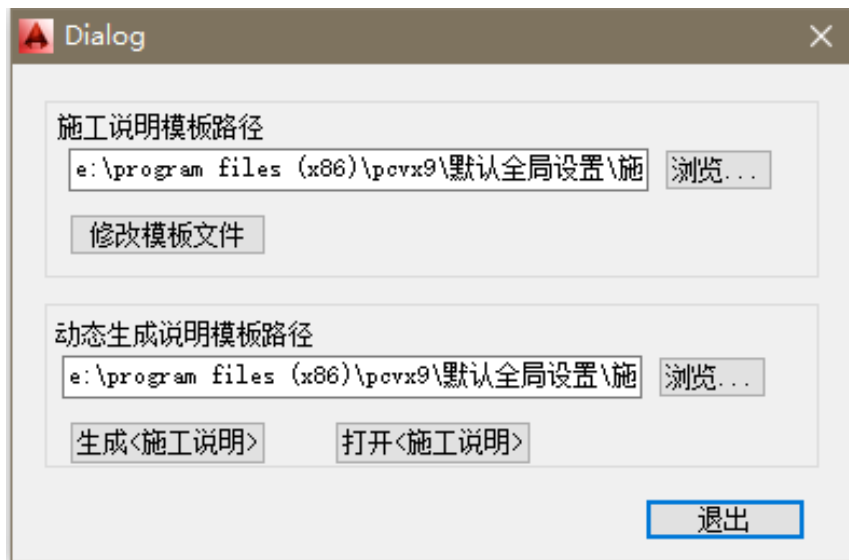 Dialog
施工说明模板路径
e:\program files (x86)\pcvx9\默认全局设置\施
浏览...
修改模板文件
动态生成说明模板路径
e:\program files (x86)\pcvx9\默认全局设置\施
浏览...
生成<施工说明>
打开<施工说明>
退出